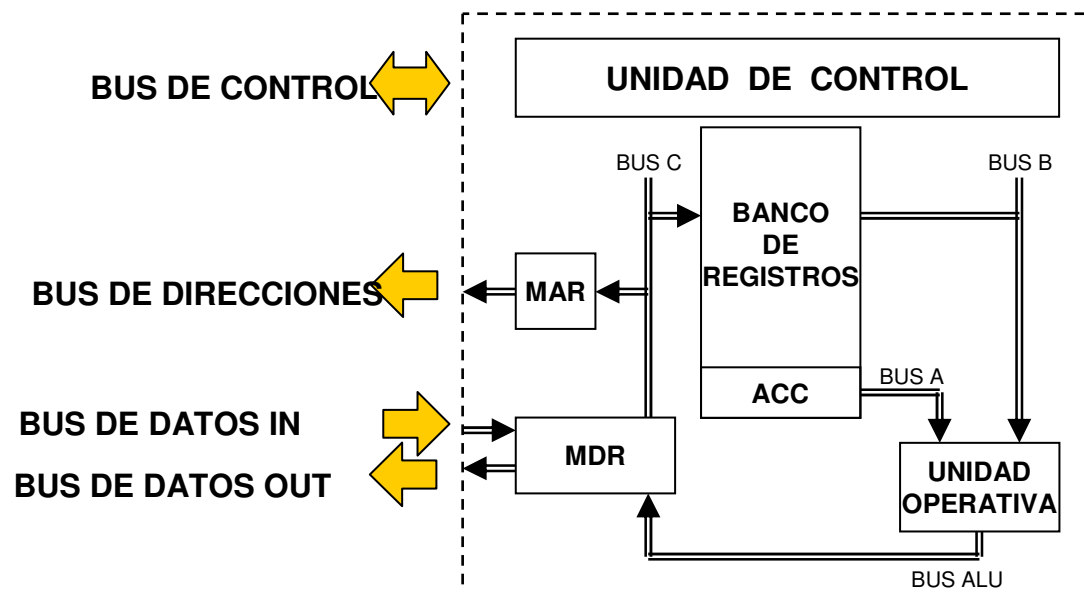 BUS DE CONTROL
UNIDAD DE CONTROL
BUS C
BUS B
BANCO
DE
REGISTROS
BUS DE DIRECCIONES
MAR
BUS A
ACC
BUS DE DATOS IN
MDR
BUS DE DATOS OUT
UNIDAD
OPERATIVA
BUS ALU